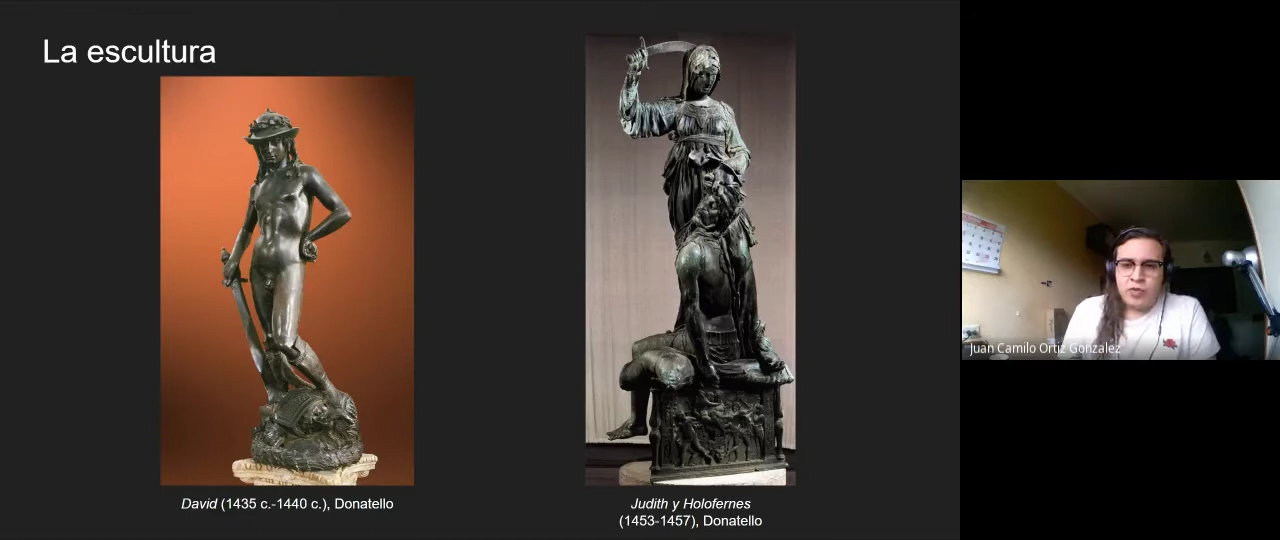 La escultura
David (1435 c.-1440 c.), Donatello
Judith y Holofernes
(1453-1457), Donatello
Juan Camilo Ortiz Gonzalez